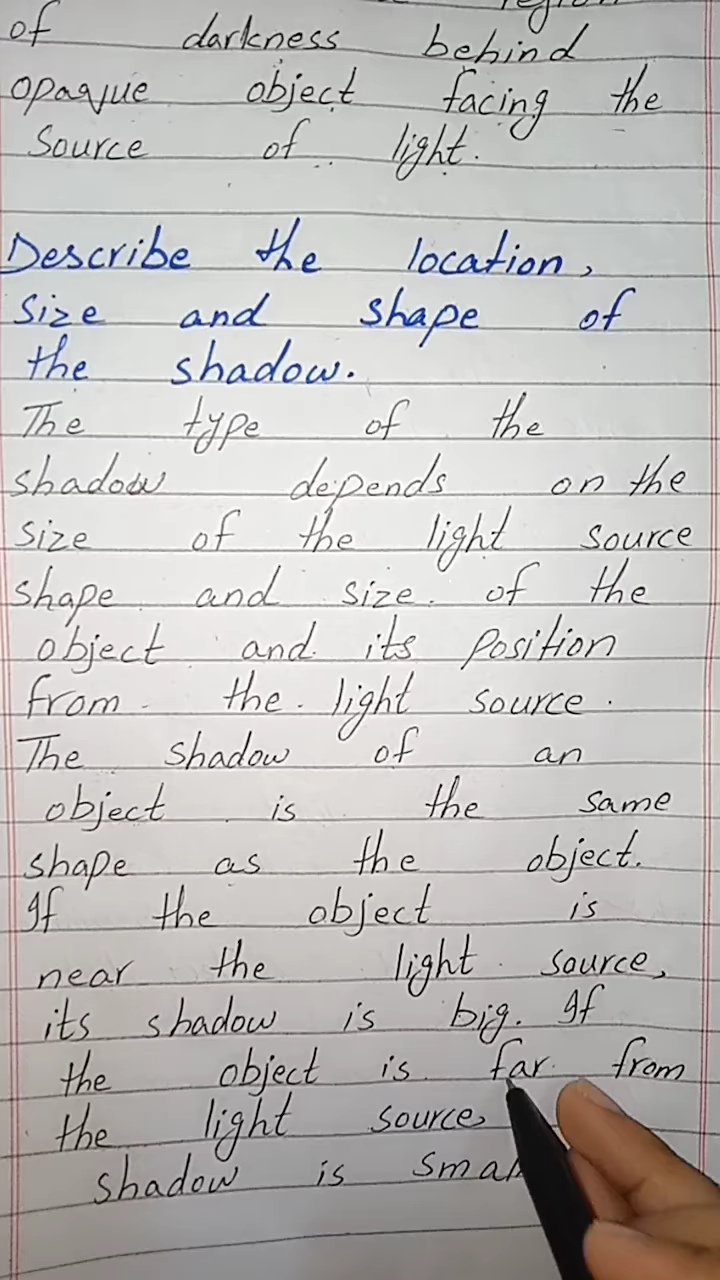 region
of darkness behind
opaque object facing the
Source of light.
Describe the location,
size and shape of
the shadow.
The type of the
shadow depends on the
size of the light source
shape and size of the
object and its position
from the light source.
The shadow of an
object is the same
shape as the object.
If the object is
near the light source,
its shadow is big. If
the object is far from
the light source,
shadow is smal